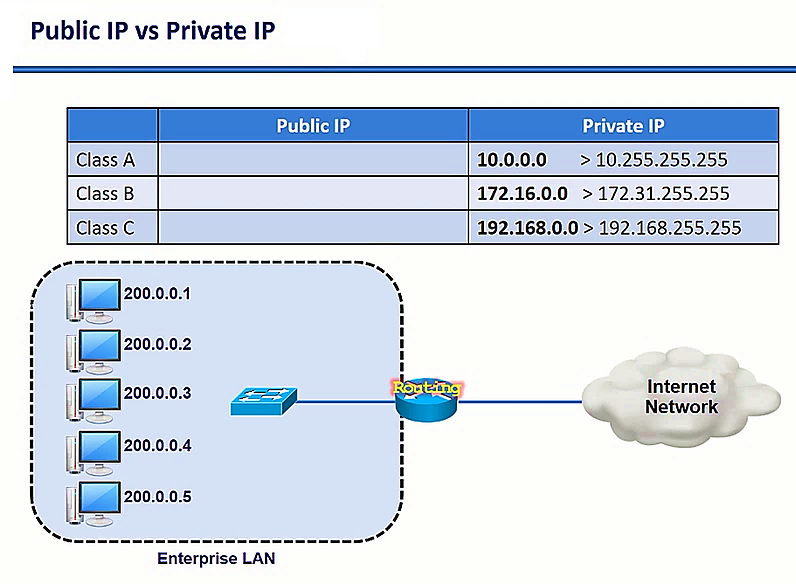 Public IP vs Private IP
Public IP Private IP
Class A 10.0.0.0 > 10.255.255.255
Class B 172.16.0.0 > 172.31.255.255
Class C 192.168.0.0 > 192.168.255.255
200.0.0.1
200.0.0.2
200.0.0.3
200.0.0.4
200.0.0.5
Routing
Internet
Network
Enterprise LAN